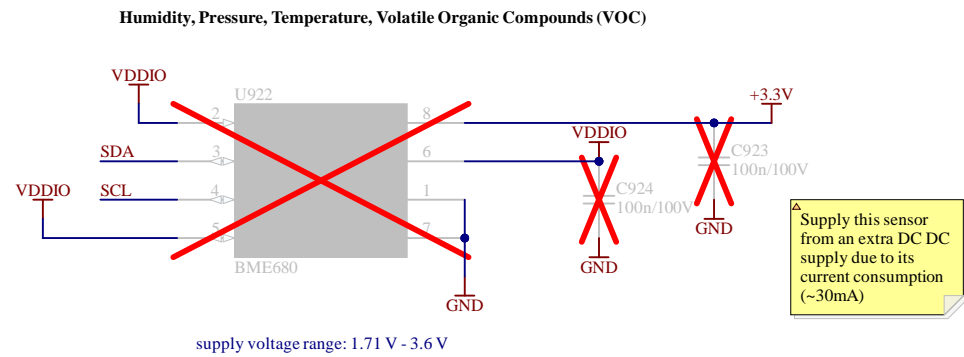 Humidity, Pressure, Temperature, Volatile Organic Compounds (VOC)
VDDIO
U922
+3.3V
2
8
VDDIO
SDA
3
6
C923
100n/100V
VDDIO
SCL
4
1
C924
100n/100V
GND
5
7
BME680
GND
GND
Supply this sensor
from an extra DC DC
supply due to its
current consumption
(~30mA)
supply voltage range: 1.71 V - 3.6 V